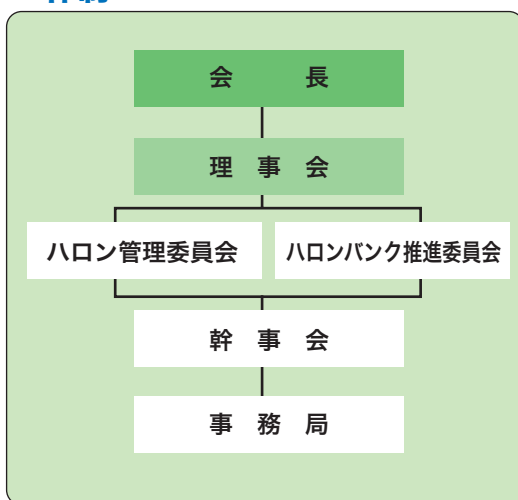 会　　長
理　事　会
ハロン管理委員会　ハロンバンク推進委員会
幹　事　会
事　務　局